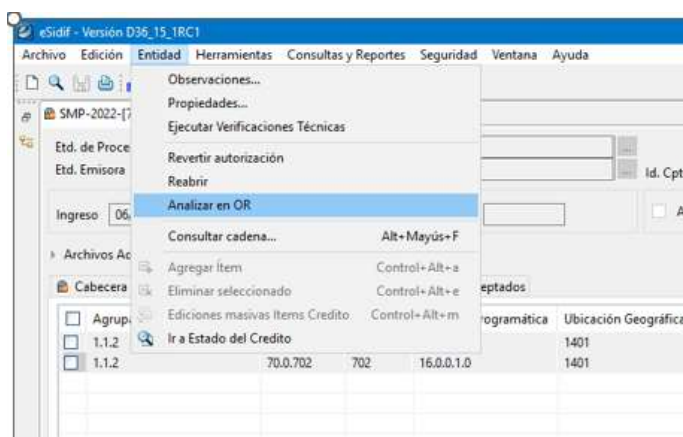 eSidif - Versión D36_15_1RC1
Archivo Edición Entidad Herramientas Consultas y Reportes Seguridad Ventana Ayuda
Observaciones...
SMP-2022-[7
Propiedades...
Ejecutar Verificaciones Técnicas
Etd. de Proce
Revertir autorización
Etd. Emisora
Id. Cpt
Reabrir
Ingreso 06
Analizar en OR
A
Consultar cadena... Alt+Mayús+F
Archivos Ad
Agregar Ítem Control+Alt+a
Cabecera
Eliminar seleccionado Control+Alt+e
eptados
Ediciones masivas Items Credito Control+Alt+m
Agrup
ogramática Ubicación Geográfica
Ir a Estado del Credito
1.1.2 1401
1.1.2 70.0.702 702 16.0.0.1.0 1401